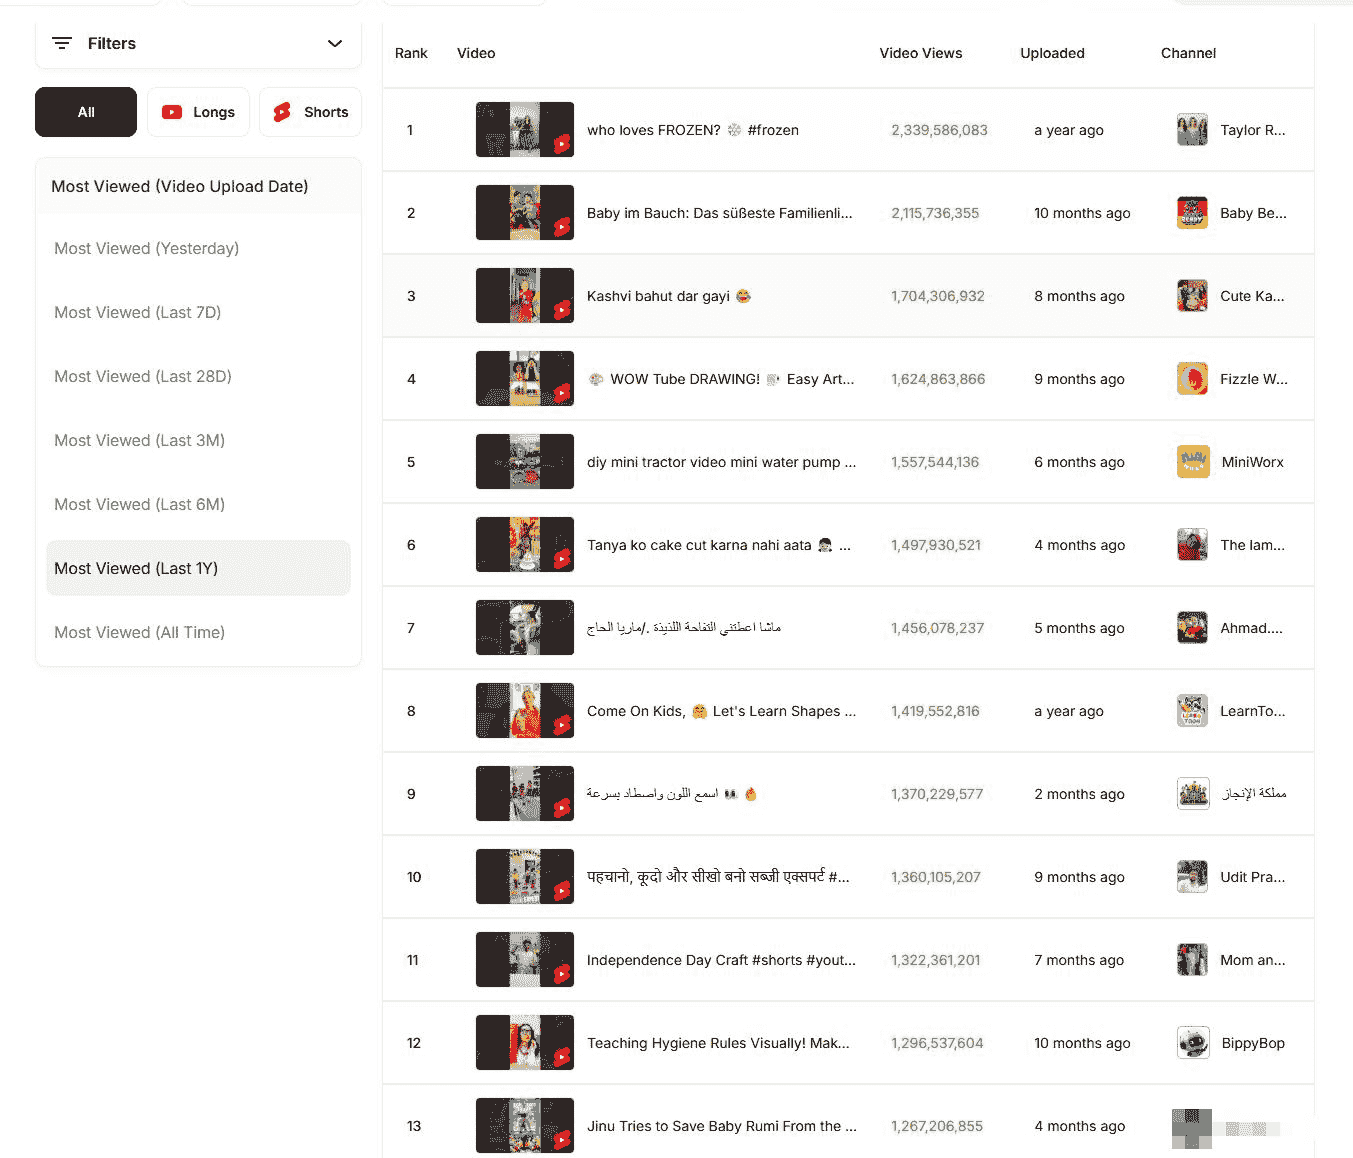 Filters
All
Longs
Shorts
Most Viewed (Video Upload Date)
Most Viewed (Yesterday)
Most Viewed (Last 7D)
Most Viewed (Last 28D)
Most Viewed (Last 3M)
Most Viewed (Last 6M)
Most Viewed (Last 1Y)
Most Viewed (All Time)
Rank Video Video Views Uploaded Channel
1 who loves FROZEN? ❄️ #frozen 2,339,586,083 a year ago Taylor R...
2 Baby im Bauch: Das süßeste Familienli... 2,115,736,355 10 months ago Baby Be...
3 Kashvi bahut dar gayi 😂 1,704,306,932 8 months ago Cute Ka...
4 🎨 WOW Tube DRAWING! Easy Art... 1,624,863,866 9 months ago Fizzle W...
5 diy mini tractor video mini water pump ... 1,557,544,136 6 months ago MiniWorx
6 Tanya ko cake cut karna nahi aata ... 1,497,930,521 4 months ago The Iam...
7 ماشا اعطتني التفاحة اللذيذة ./ماريا الحاج 1,456,078,237 5 months ago Ahmad....
8 Come On Kids, 🤗 Let's Learn Shapes ... 1,419,552,816 a year ago LearnTo...
9 اسمع اللون واصطاد بسرعة 👀 🔥 1,370,229,577 2 months ago مملكة الإنجاز
10 पहचानो, कूदो और सीखो बनो सब्जी एक्सपर्ट #... 1,360,105,207 9 months ago Udit Pra...
11 Independence Day Craft #shorts #yout... 1,322,361,201 7 months ago Mom an...
12 Teaching Hygiene Rules Visually! Mak... 1,296,537,604 10 months ago BippyBop
13 Jinu Tries to Save Baby Rumi From the ... 1,267,206,855 4 months ago